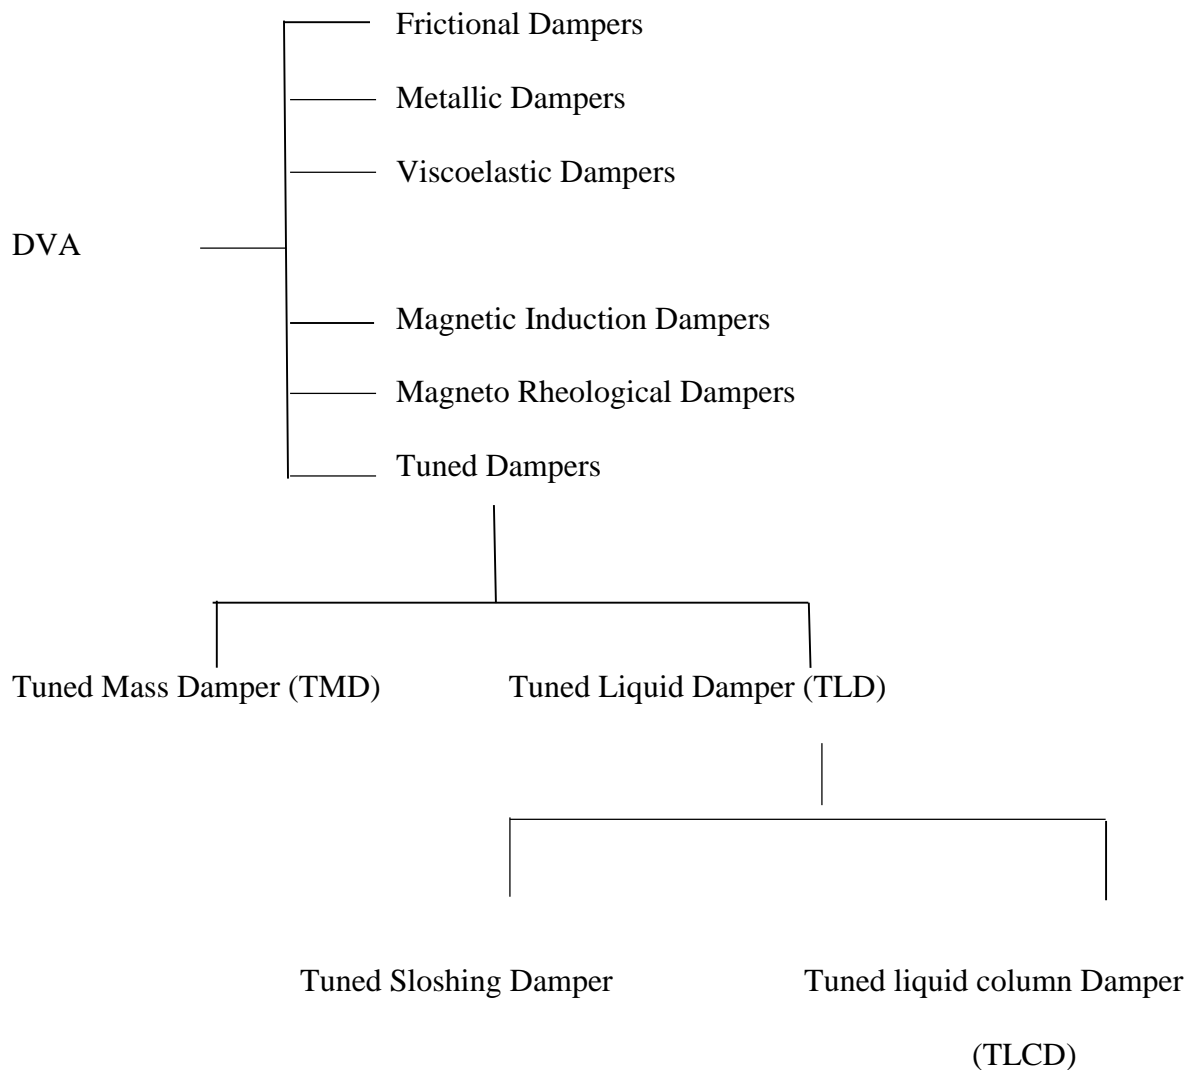 Frictional Dampers
Metallic Dampers
Viscoelastic Dampers
DVA
Magnetic Induction Dampers
Magneto Rheological Dampers
Tuned Dampers
Tuned Mass Damper (TMD)
Tuned Liquid Damper (TLD)
Tuned Sloshing Damper
Tuned liquid column Damper
(TLCD)